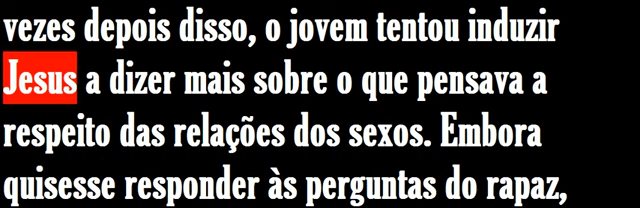 vezes depois disso, o jovem tentou induzir
Jesus a dizer mais sobre o que pensava a
respeito das relações dos sexos. Embora
quisesse responder às perguntas do rapaz,